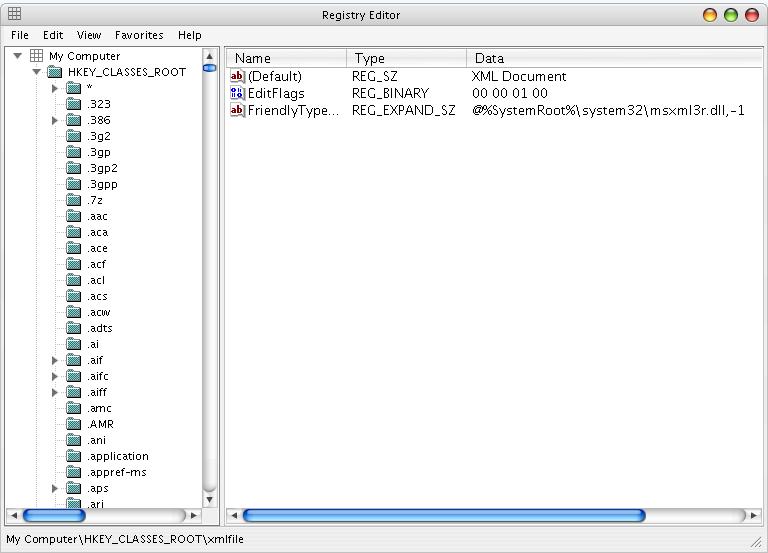 Registry Editor
File Edit View Favorites Help
My Computer
HKEY_CLASSES_ROOT
*
.323
.386
.3g2
.3gp
.3gp2
.3gpp
.7z
.aac
.aca
.ace
.acf
.acl
.acs
.acw
.adts
.ai
.aif
.aifc
.aiff
.amc
.AMR
.ani
.application
.appref-ms
.aps
.ari
Name Type Data
(Default) REG_SZ XML Document
EditFlags REG_BINARY 00 00 01 00
FriendlyType... REG_EXPAND_SZ @%SystemRoot%\system32\msxml3r.dll,-1
My Computer\HKEY_CLASSES_ROOT\xmlfile